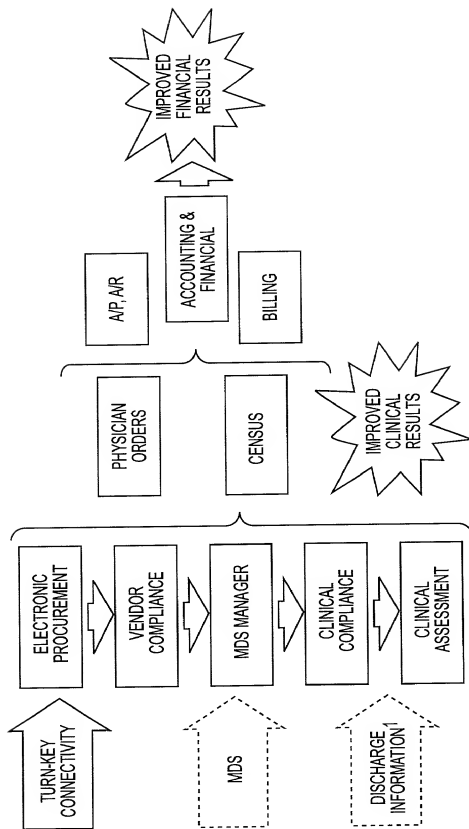 TURN-KEY
CONNECTIVITY
MDS
DISCHARGE
INFORMATION¹
ELECTRONIC
PROCUREMENT
VENDOR
COMPLIANCE
MDS MANAGER
CLINICAL
COMPLIANCE
CLINICAL
ASSESSMENT
PHYSICIAN
ORDERS
CENSUS
IMPROVED
CLINICAL
RESULTS
A/P, A/R
ACCOUNTING &
FINANCIAL
BILLING
IMPROVED
FINANCIAL
RESULTS